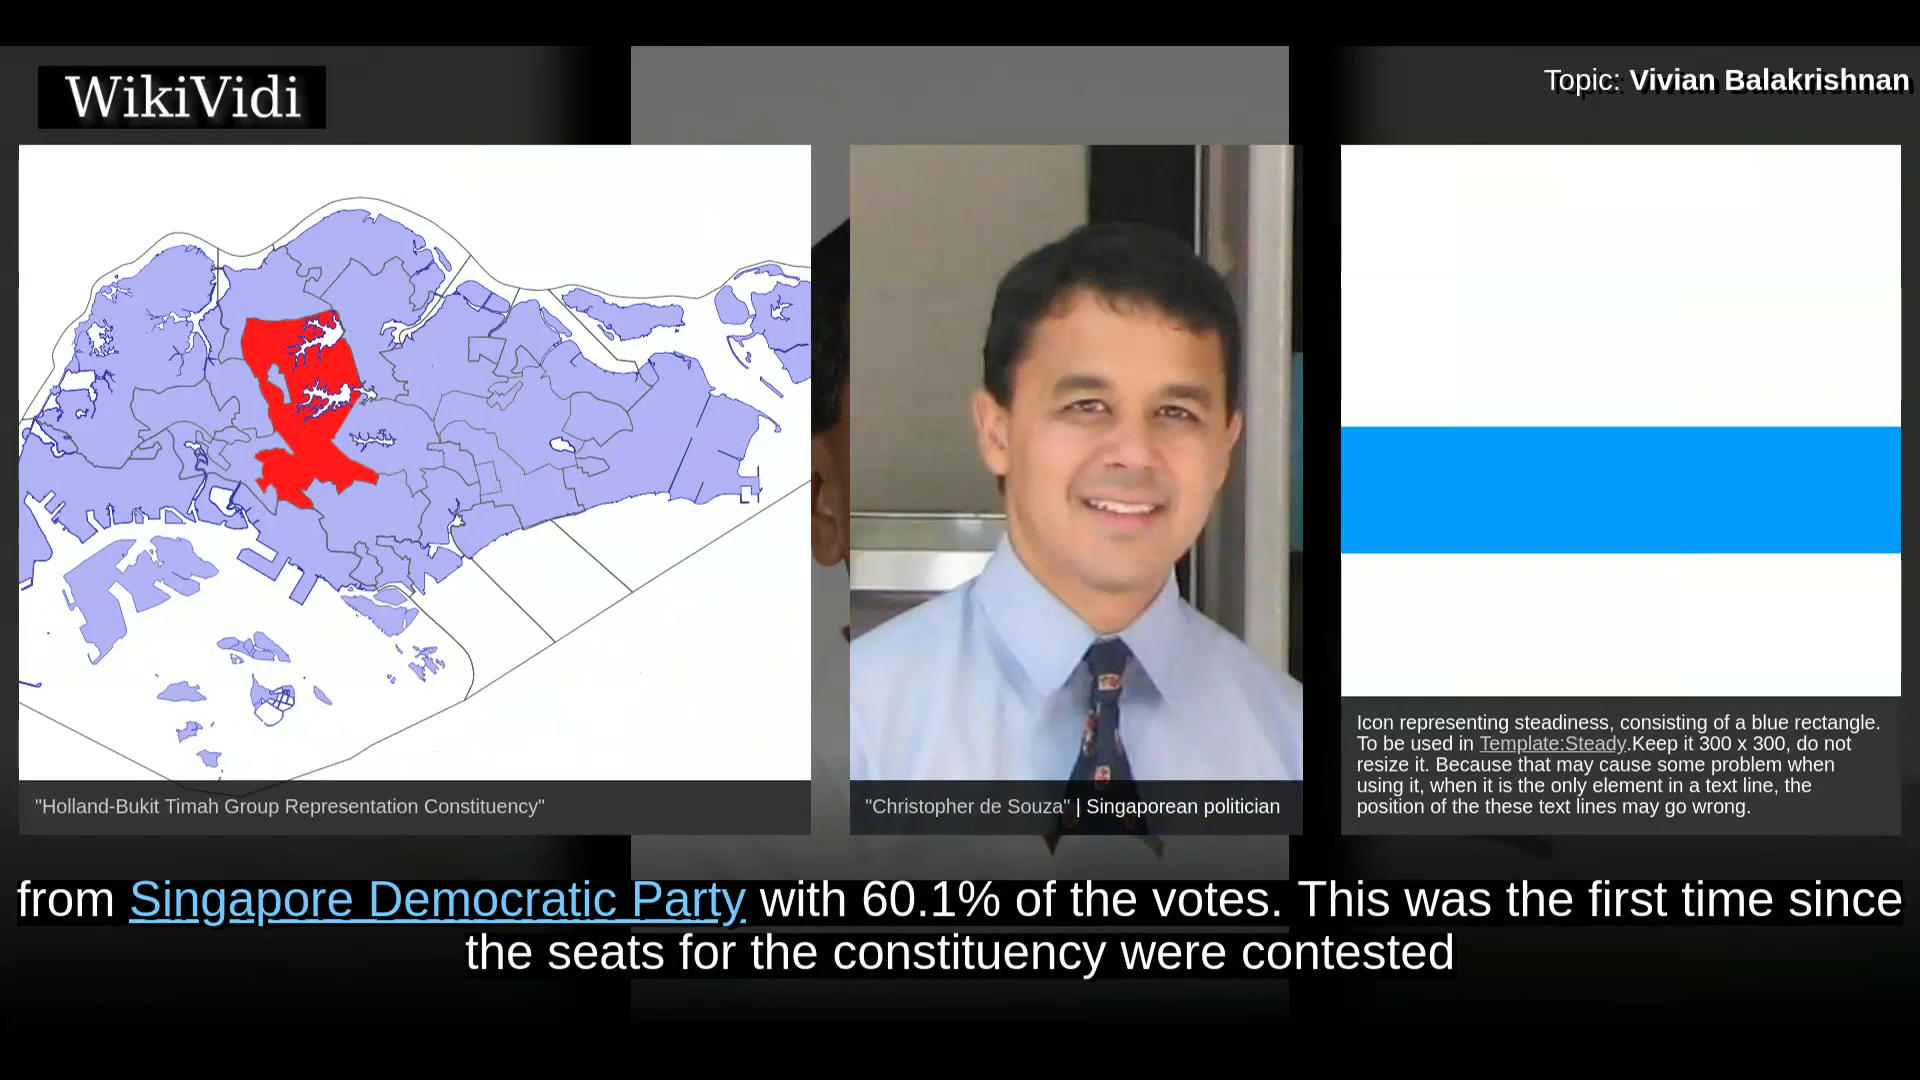 WikiVidi
Topic: Vivian Balakrishnan
"Holland-Bukit Timah Group Representation Constituency"
"Christopher de Souza" | Singaporean politician
Icon representing steadiness, consisting of a blue rectangle.
To be used in Template:Steady.Keep it 300 x 300, do not
resize it. Because that may cause some problem when
using it, when it is the only element in a text line, the
position of the these text lines may go wrong.
from Singapore Democratic Party with 60.1% of the votes. This was the first time since
the seats for the constituency were contested